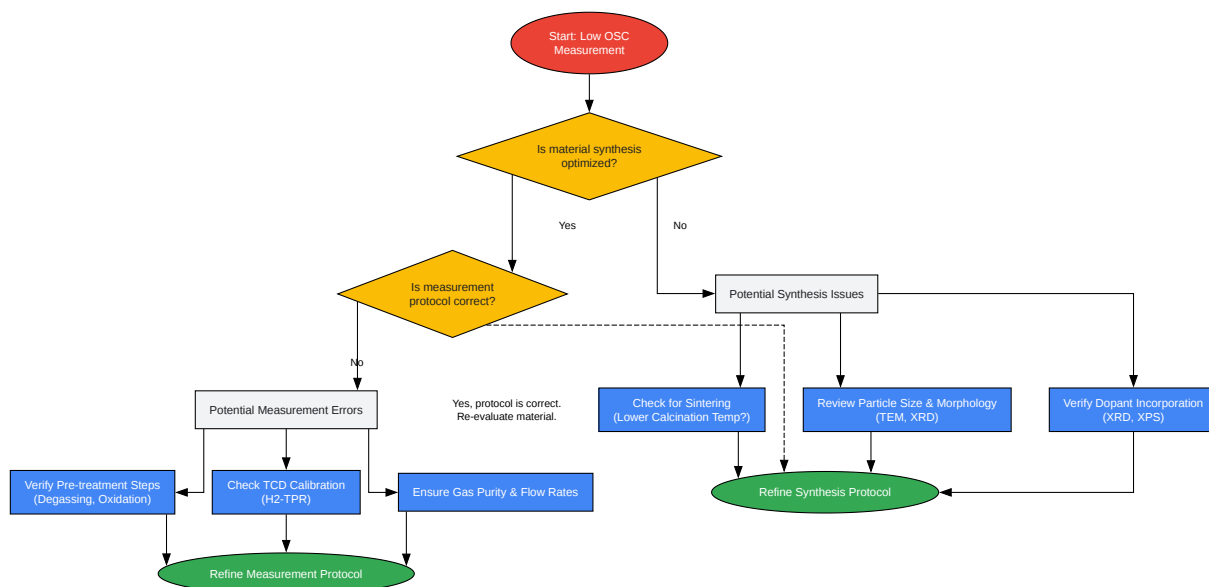 Start: Low OSC
Measurement
Is material synthesis
optimized?
Yes
No
Is measurement
protocol correct?
Potential Synthesis Issues
No
Yes, protocol is correct.
Re-evaluate material.
Potential Measurement Errors
Check for Sintering
(Lower Calcination Temp?)
Review Particle Size & Morphology
(TEM, XRD)
Verify Dopant Incorporation
(XRD, XPS)
Verify Pre-treatment Steps
(Degassing, Oxidation)
Check TCD Calibration
(H2-TPR)
Ensure Gas Purity & Flow Rates
Refine Synthesis Protocol
Refine Measurement Protocol